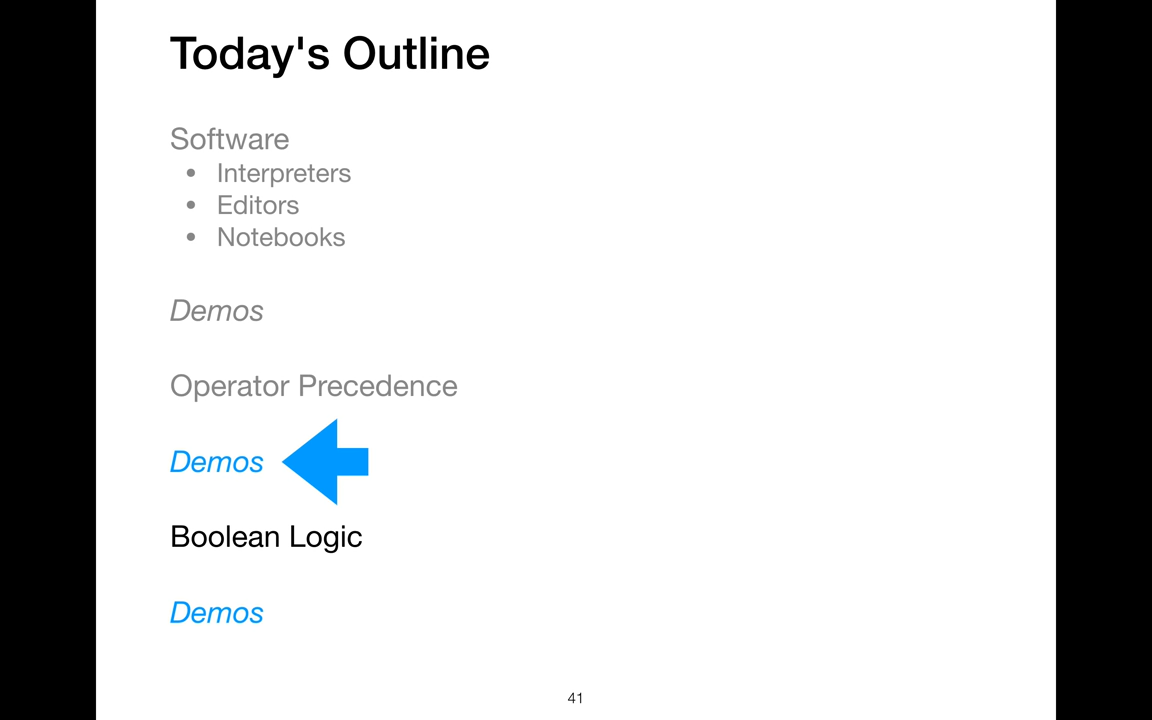 Today's Outline
Software
• Interpreters
• Editors
• Notebooks
Demos
Operator Precedence
Demos
Boolean Logic
Demos
41